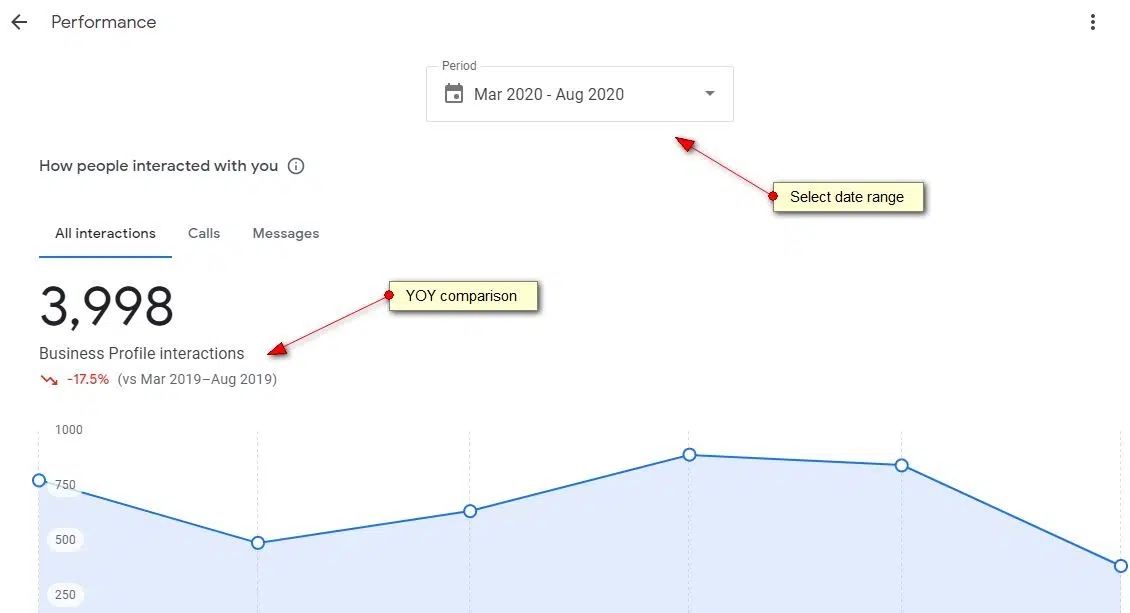 Performance
Period
Mar 2020 - Aug 2020
How people interacted with you
Select date range
All interactions Calls Messages
3,998
YOY comparison
Business Profile interactions
-17.5% (vs Mar 2019–Aug 2019)
1000
750
500
250